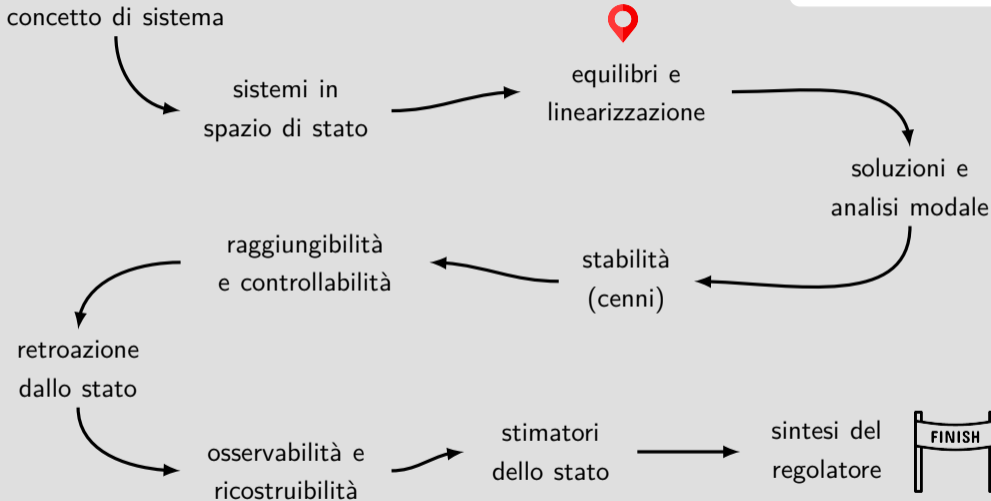 concetto di sistema
sistemi in
spazio di stato
equilibri e
linearizzazione
soluzioni e
analisi modale
stabilità
(cenni)
raggiungibilità
e controllabilità
retroazione
dallo stato
osservabilità e
ricostruibilità
stimatori
dello stato
sintesi del
regolatore
FINISH